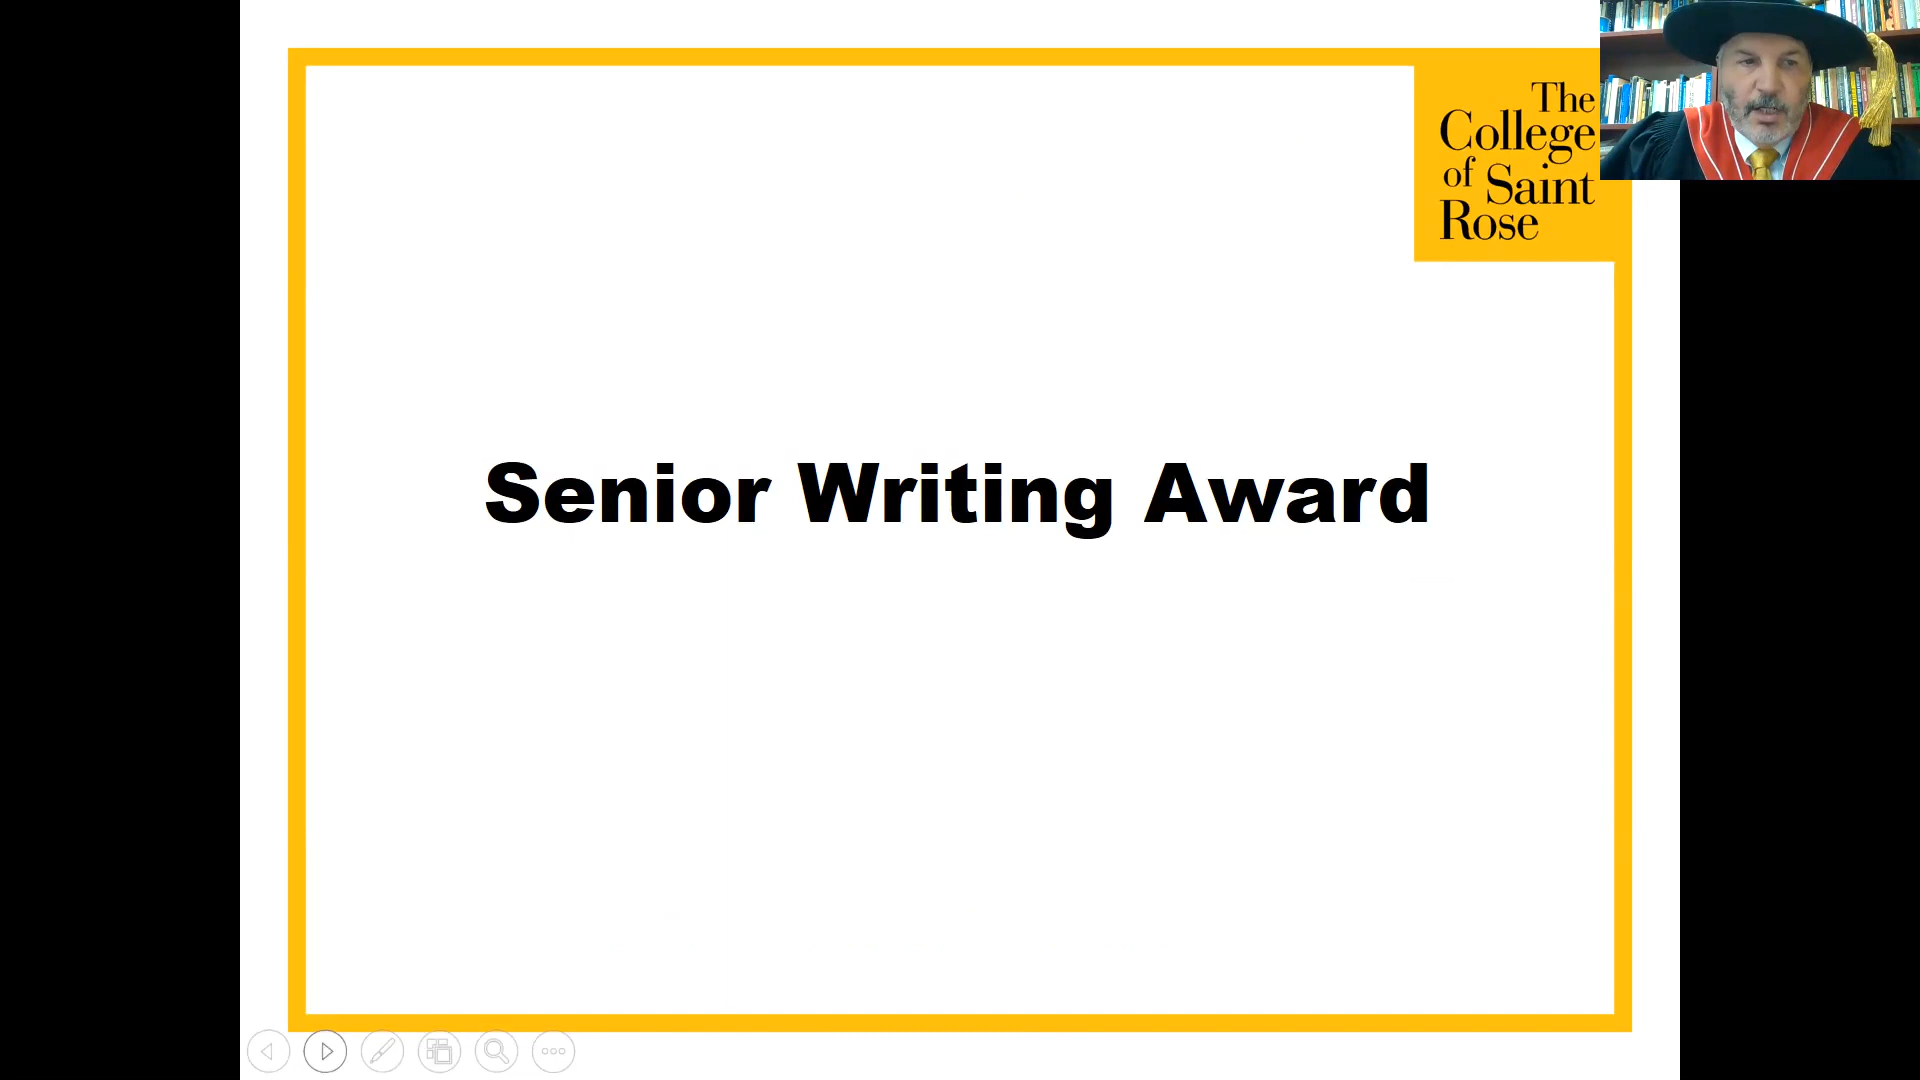 The
College
of Saint
Rose
Senior Writing Award